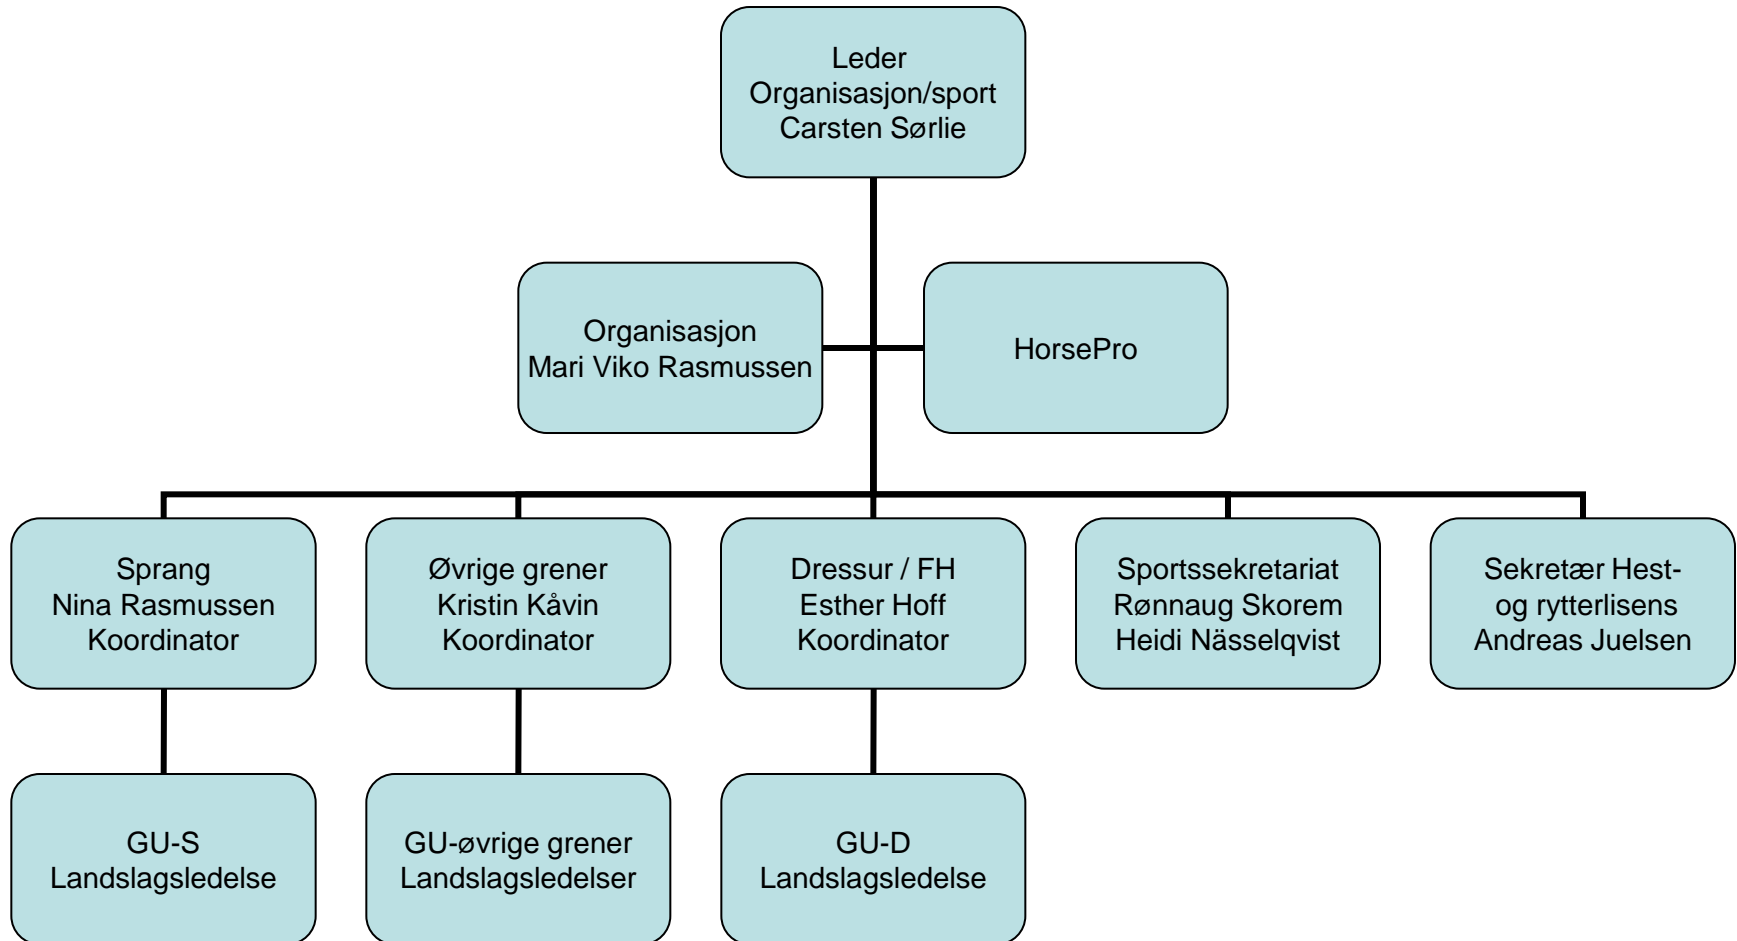 Leder
Organisasjon/sport
Carsten Sørlie
Organisasjon
Mari Viko Rasmussen
HorsePro
Sprang
Nina Rasmussen
Koordinator
Øvrige grener
Kristin Kåvin
Koordinator
Dressur / FH
Esther Hoff
Koordinator
Sportssekretariat
Rønnaug Skorem
Heidi Nässelqvist
Sekretær Hest-
og rytterlisens
Andreas Juelsen
GU-S
Landslagsledelse
GU-øvrige grener
Landslagsledelser
GU-D
Landslagsledelse